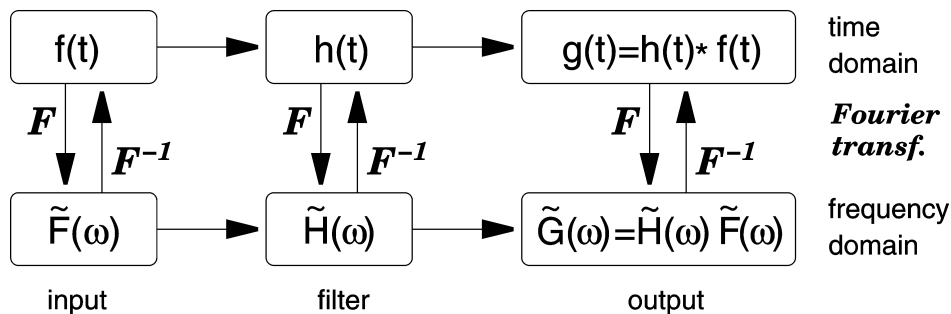 f(t) h(t) g(t)=h(t)* f(t) time
domain
F F⁻¹ F F⁻¹ F F⁻¹ Fourier
transf.
F̃(ω) H̃(ω) G̃(ω)=H̃(ω) F̃(ω) frequency
domain
input filter output